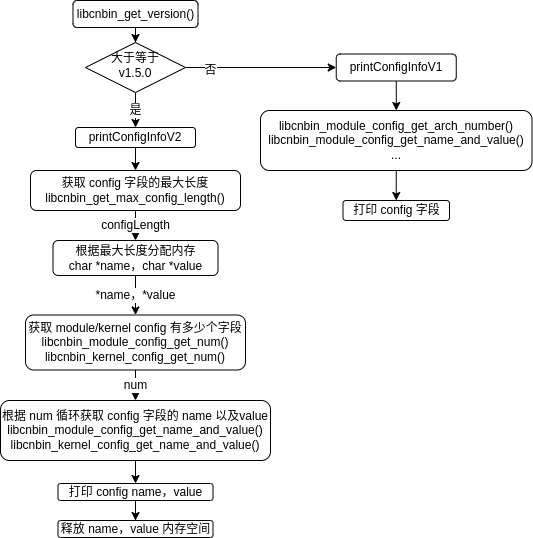 libcnbin_get_version()
大于等于
v1.5.0
否
printConfigInfoV1
是
libcnbin_module_config_get_arch_number()
libcnbin_module_config_get_name_and_value()
...
printConfigInfoV2
获取 config 字段的最大长度
libcnbin_get_max_config_length()
打印 config 字段
configLength
根据最大长度分配内存
char *name，char *value
*name，*value
获取 module/kernel config 有多少个字段
libcnbin_module_config_get_num()
libcnbin_kernel_config_get_num()
num
根据 num 循环获取 config 字段的 name 以及value
libcnbin_module_config_get_name_and_value()
libcnbin_kernel_config_get_name_and_value()
打印 config name，value
释放 name，value 内存空间